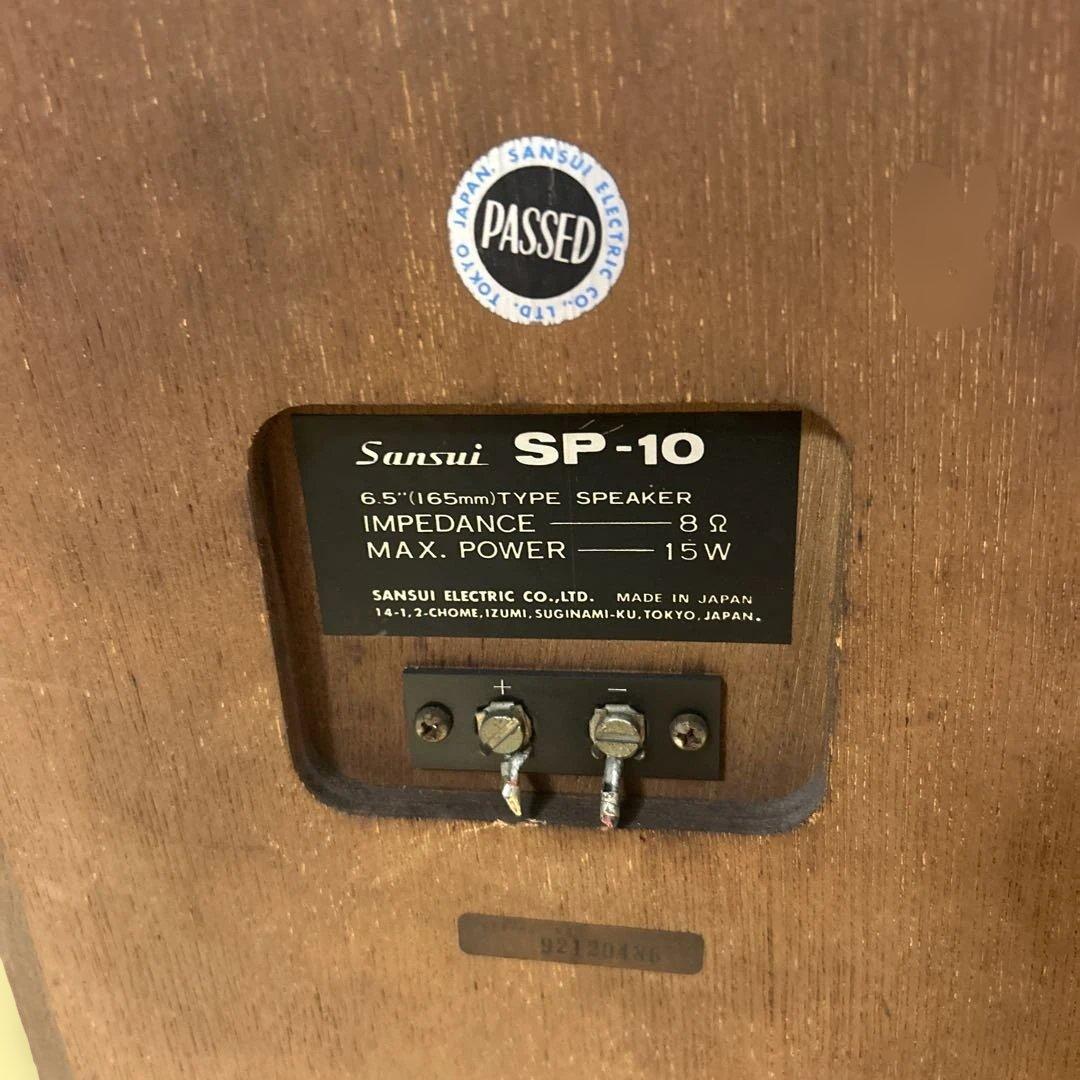 SANSUI ELECTRIC CO., LTD. TOKYO JAPAN.
PASSED
Sansui SP-10
6.5"(165mm)TYPE SPEAKER
IMPEDANCE 8 Ω
MAX. POWER 15 W
SANSUI ELECTRIC CO.,LTD. MADE IN JAPAN
14-1, 2-CHOME, IZUMI, SUGINAMI-KU, TOKYO, JAPAN.
+ −
92120486